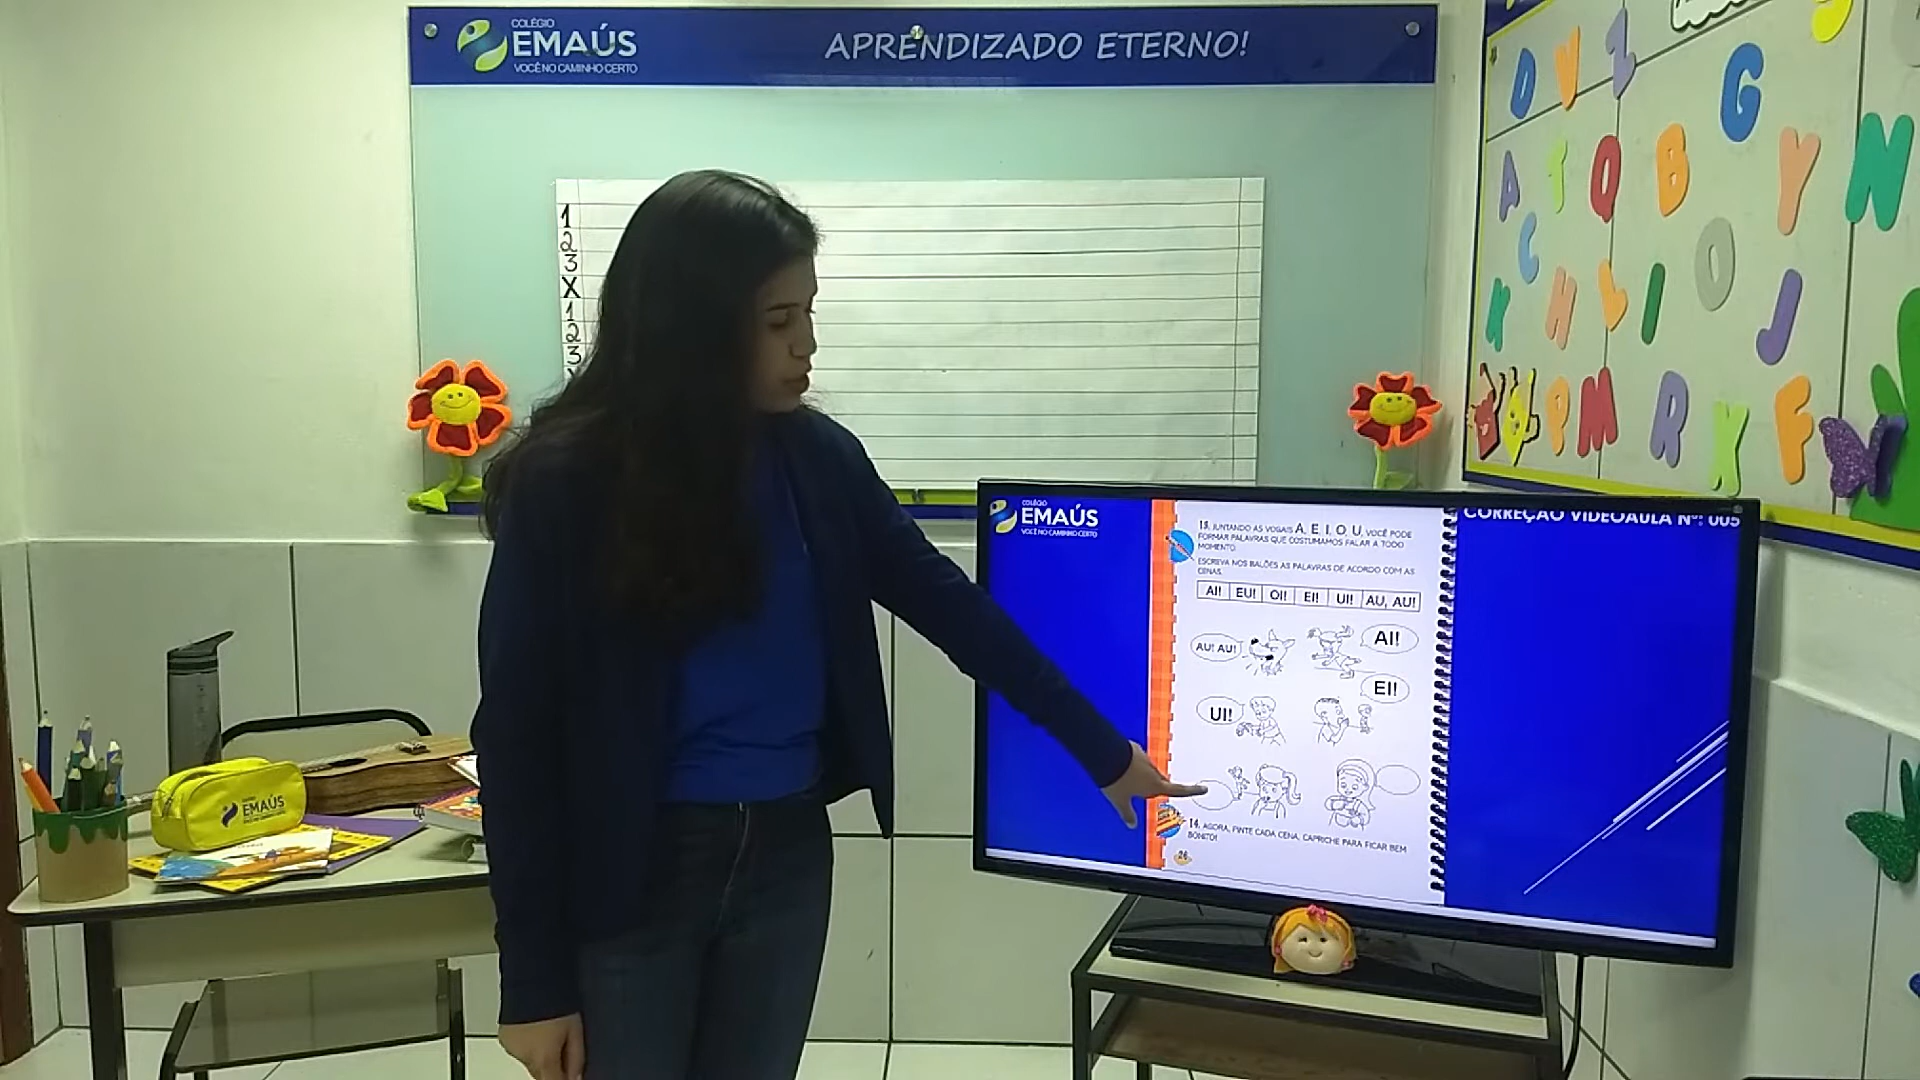 COLÉGIO
EMAÚS
VOCÊ NO CAMINHO CERTO
APRENDIZADO ETERNO!
1
2
3
X
1
2
3
D V Z G
A T Q B Y N
C O
K H L I J
P M R X F
COLÉGIO
EMAÚS
VOCÊ NO CAMINHO CERTO
CORREÇÃO VIDEOAULA Nº: 005
13. JUNTANDO AS VOGAIS A, E, I, O, U, VOCÊ PODE
FORMAR PALAVRAS QUE COSTUMAMOS FALAR A TODO
MOMENTO.
ESCREVA NOS BALÕES AS PALAVRAS DE ACORDO COM AS
CENAS.
AI! EU! OI! EI! UI! AU, AU!
AU! AU!
AI!
EI!
UI!
14. AGORA, PINTE CADA CENA. CAPRICHE PARA FICAR BEM
BONITO!
26
EMAÚS